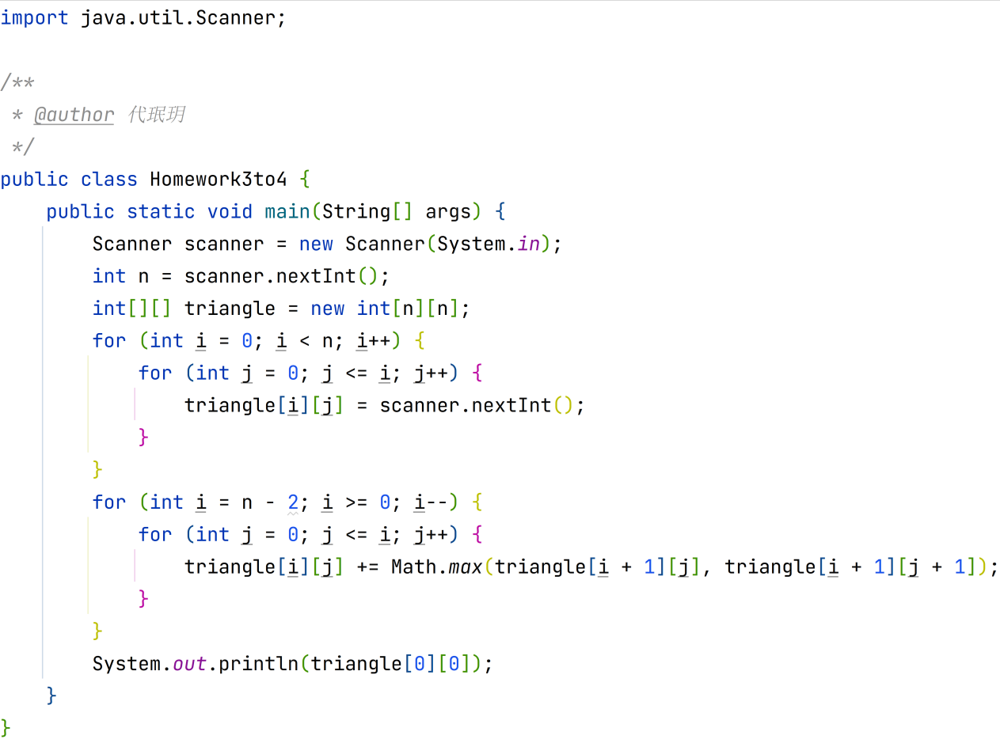 import java.util.Scanner;
/**
 * @author 代珉玥
 */
public class Homework3to4 {
    public static void main(String[] args) {
        Scanner scanner = new Scanner(System.in);
        int n = scanner.nextInt();
        int[][] triangle = new int[n][n];
        for (int i = 0; i < n; i++) {
            for (int j = 0; j <= i; j++) {
                triangle[i][j] = scanner.nextInt();
            }
        }
        for (int i = n - 2; i >= 0; i--) {
            for (int j = 0; j <= i; j++) {
                triangle[i][j] += Math.max(triangle[i + 1][j], triangle[i + 1][j + 1]);
            }
        }
        System.out.println(triangle[0][0]);
    }
}